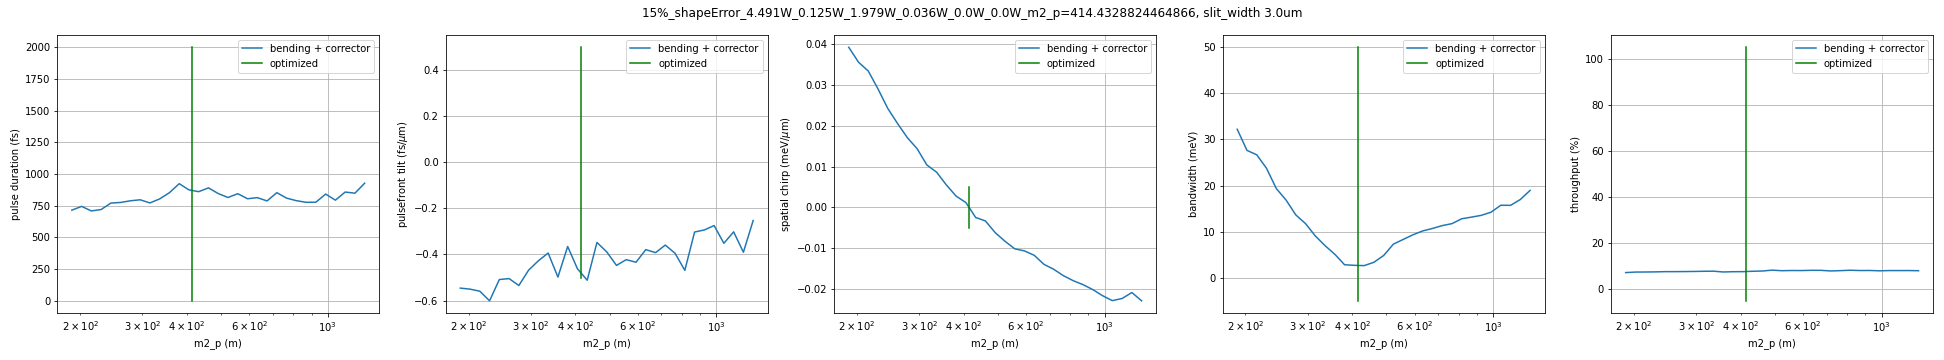 15%_shapeError_4.491W_0.125W_1.979W_0.036W_0.0W_0.0W_m2_p=414.4328824464866, slit_width 3.0um
pulse duration (fs)
2000
1750
1500
1250
1000
750
500
250
0
bending + corrector
optimized
2 × 10²
3 × 10²
4 × 10²
6 × 10²
10³
m2_p (m)
pulsefront tilt (fs/μm)
0.4
0.2
0.0
−0.2
−0.4
−0.6
bending + corrector
optimized
2 × 10²
3 × 10²
4 × 10²
6 × 10²
10³
m2_p (m)
spatial chirp (meV/μm)
0.04
0.03
0.02
0.01
0.00
−0.01
−0.02
bending + corrector
optimized
2 × 10²
3 × 10²
4 × 10²
6 × 10²
10³
m2_p (m)
bandwidth (meV)
50
40
30
20
10
0
bending + corrector
optimized
2 × 10²
3 × 10²
4 × 10²
6 × 10²
10³
m2_p (m)
throughput (%)
100
80
60
40
20
0
bending + corrector
optimized
2 × 10²
3 × 10²
4 × 10²
6 × 10²
10³
m2_p (m)